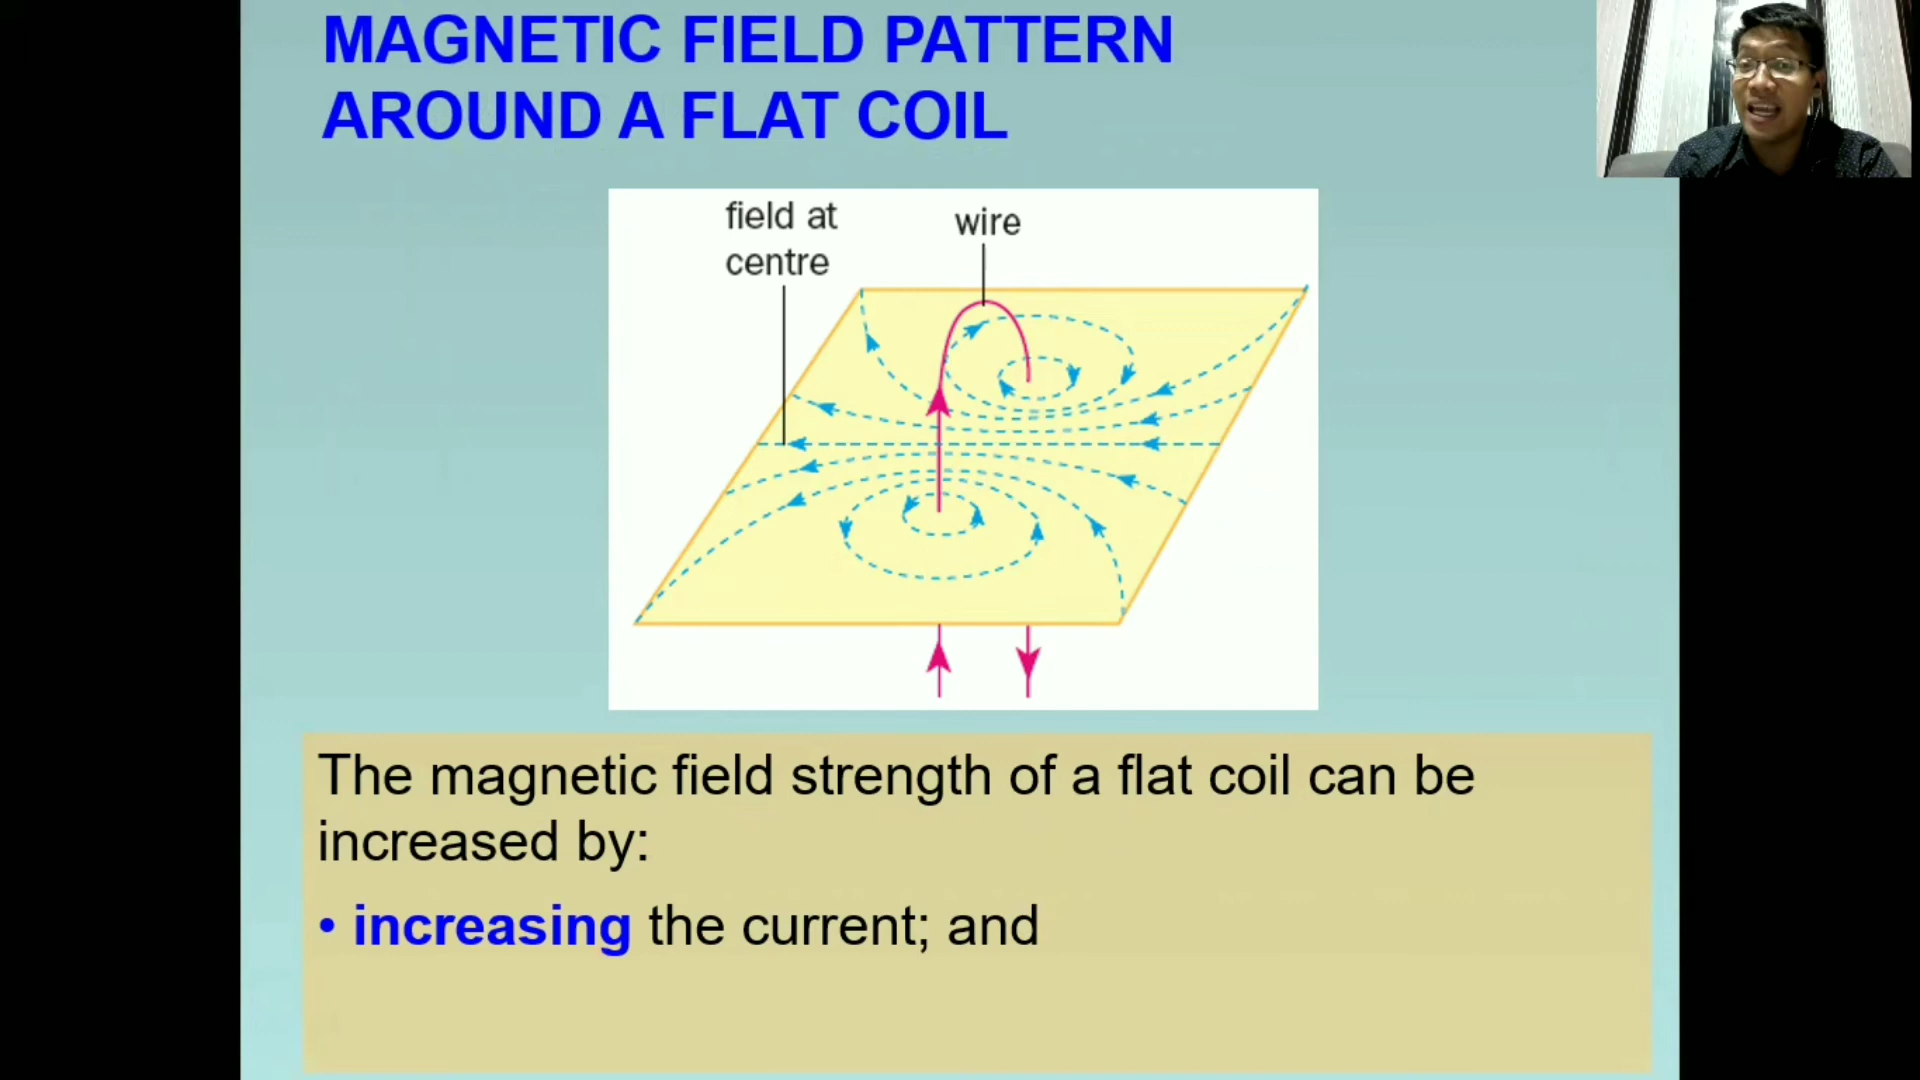 MAGNETIC FIELD PATTERN
AROUND A FLAT COIL
field at
centre
wire
The magnetic field strength of a flat coil can be
increased by:
• increasing the current; and